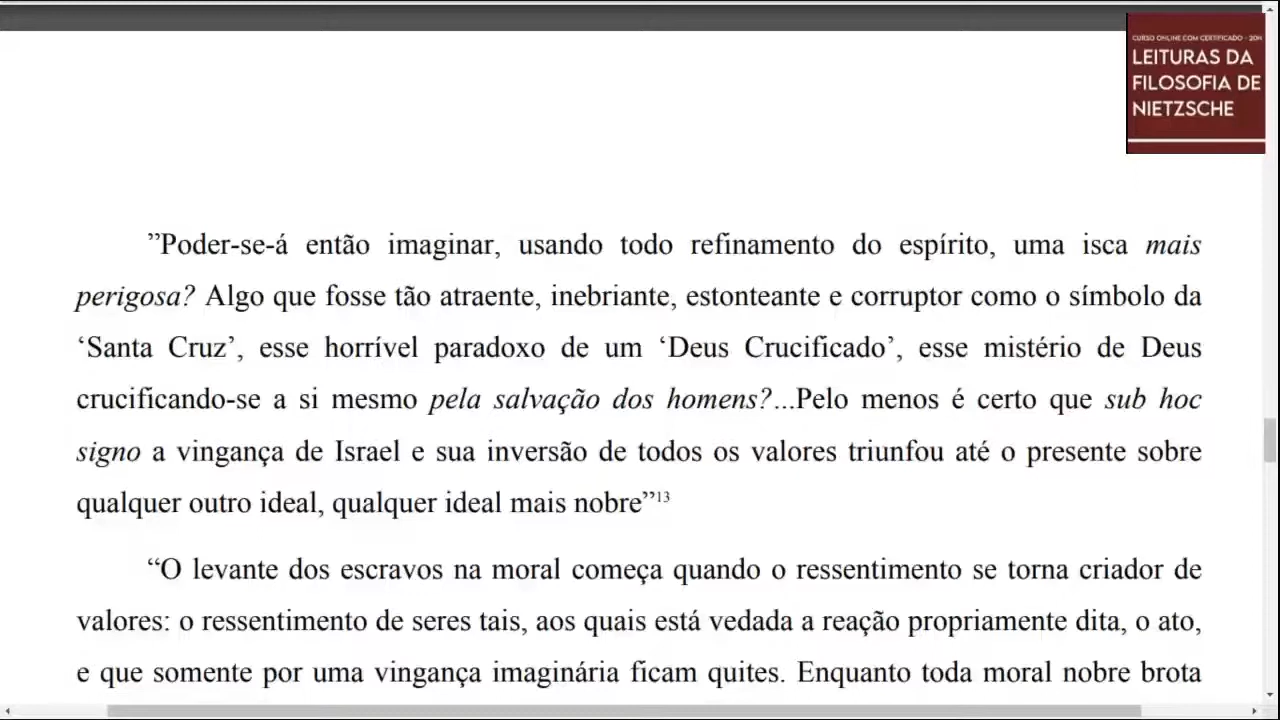 CURSO ONLINE COM CERTIFICADO - 20H
LEITURAS DA
FILOSOFIA DE
NIETZSCHE
”Poder-se-á então imaginar, usando todo refinamento do espírito, uma isca mais
perigosa? Algo que fosse tão atraente, inebriante, estonteante e corruptor como o símbolo da
‘Santa Cruz’, esse horrível paradoxo de um ‘Deus Crucificado’, esse mistério de Deus
crucificando-se a si mesmo pela salvação dos homens?...Pelo menos é certo que sub hoc
signo a vingança de Israel e sua inversão de todos os valores triunfou até o presente sobre
qualquer outro ideal, qualquer ideal mais nobre”13
“O levante dos escravos na moral começa quando o ressentimento se torna criador de
valores: o ressentimento de seres tais, aos quais está vedada a reação propriamente dita, o ato,
e que somente por uma vingança imaginária ficam quites. Enquanto toda moral nobre brota